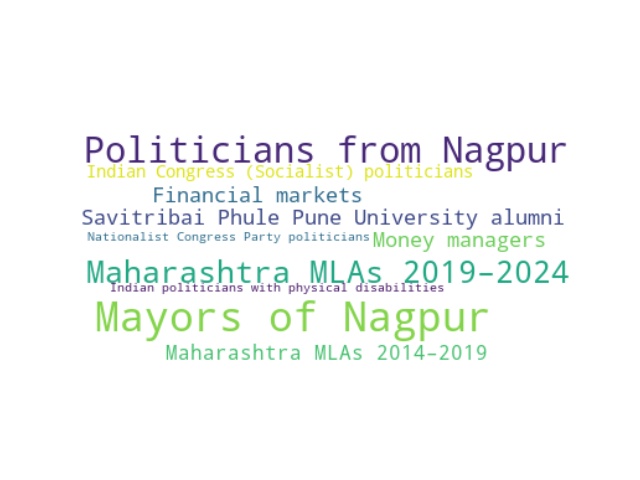 Politicians from Nagpur
Indian Congress (Socialist) politicians
Financial markets
Savitribai Phule Pune University alumni
Nationalist Congress Party politicians
Money managers
Maharashtra MLAs 2019–2024
Indian politicians with physical disabilities
Mayors of Nagpur
Maharashtra MLAs 2014–2019